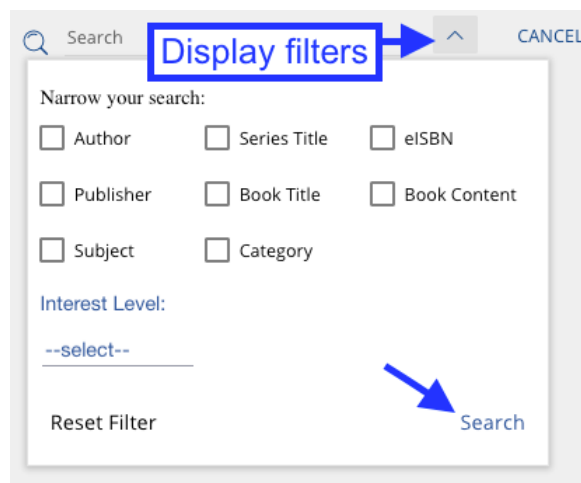 Search Display filters CANCEL
Narrow your search:
Author Series Title eISBN
Publisher Book Title Book Content
Subject Category
Interest Level:
--select--
Reset Filter Search